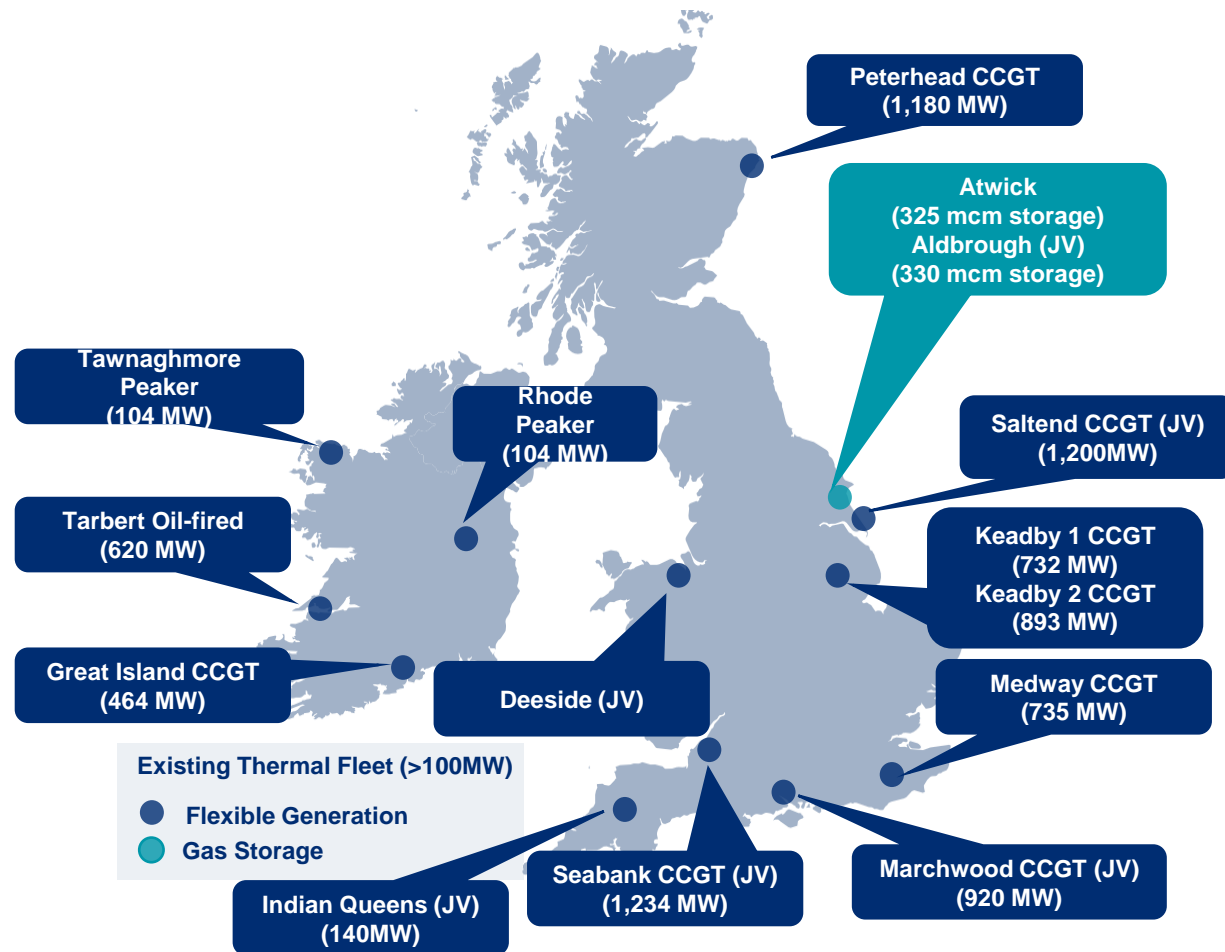 Peterhead CCGT
(1,180 MW)
Atwick
(325 mcm storage)
Aldbrough (JV)
(330 mcm storage)
Tawnaghmore
Peaker
(104 MW)
Rhode
Peaker
(104 MW)
Saltend CCGT (JV)
(1,200MW)
Tarbert Oil-fired
(620 MW)
Keadby 1 CCGT
(732 MW)
Keadby 2 CCGT
(893 MW)
Great Island CCGT
(464 MW)
Deeside (JV)
Medway CCGT
(735 MW)
Existing Thermal Fleet (>100MW)
Flexible Generation
Gas Storage
Indian Queens (JV)
(140MW)
Seabank CCGT (JV)
(1,234 MW)
Marchwood CCGT (JV)
(920 MW)